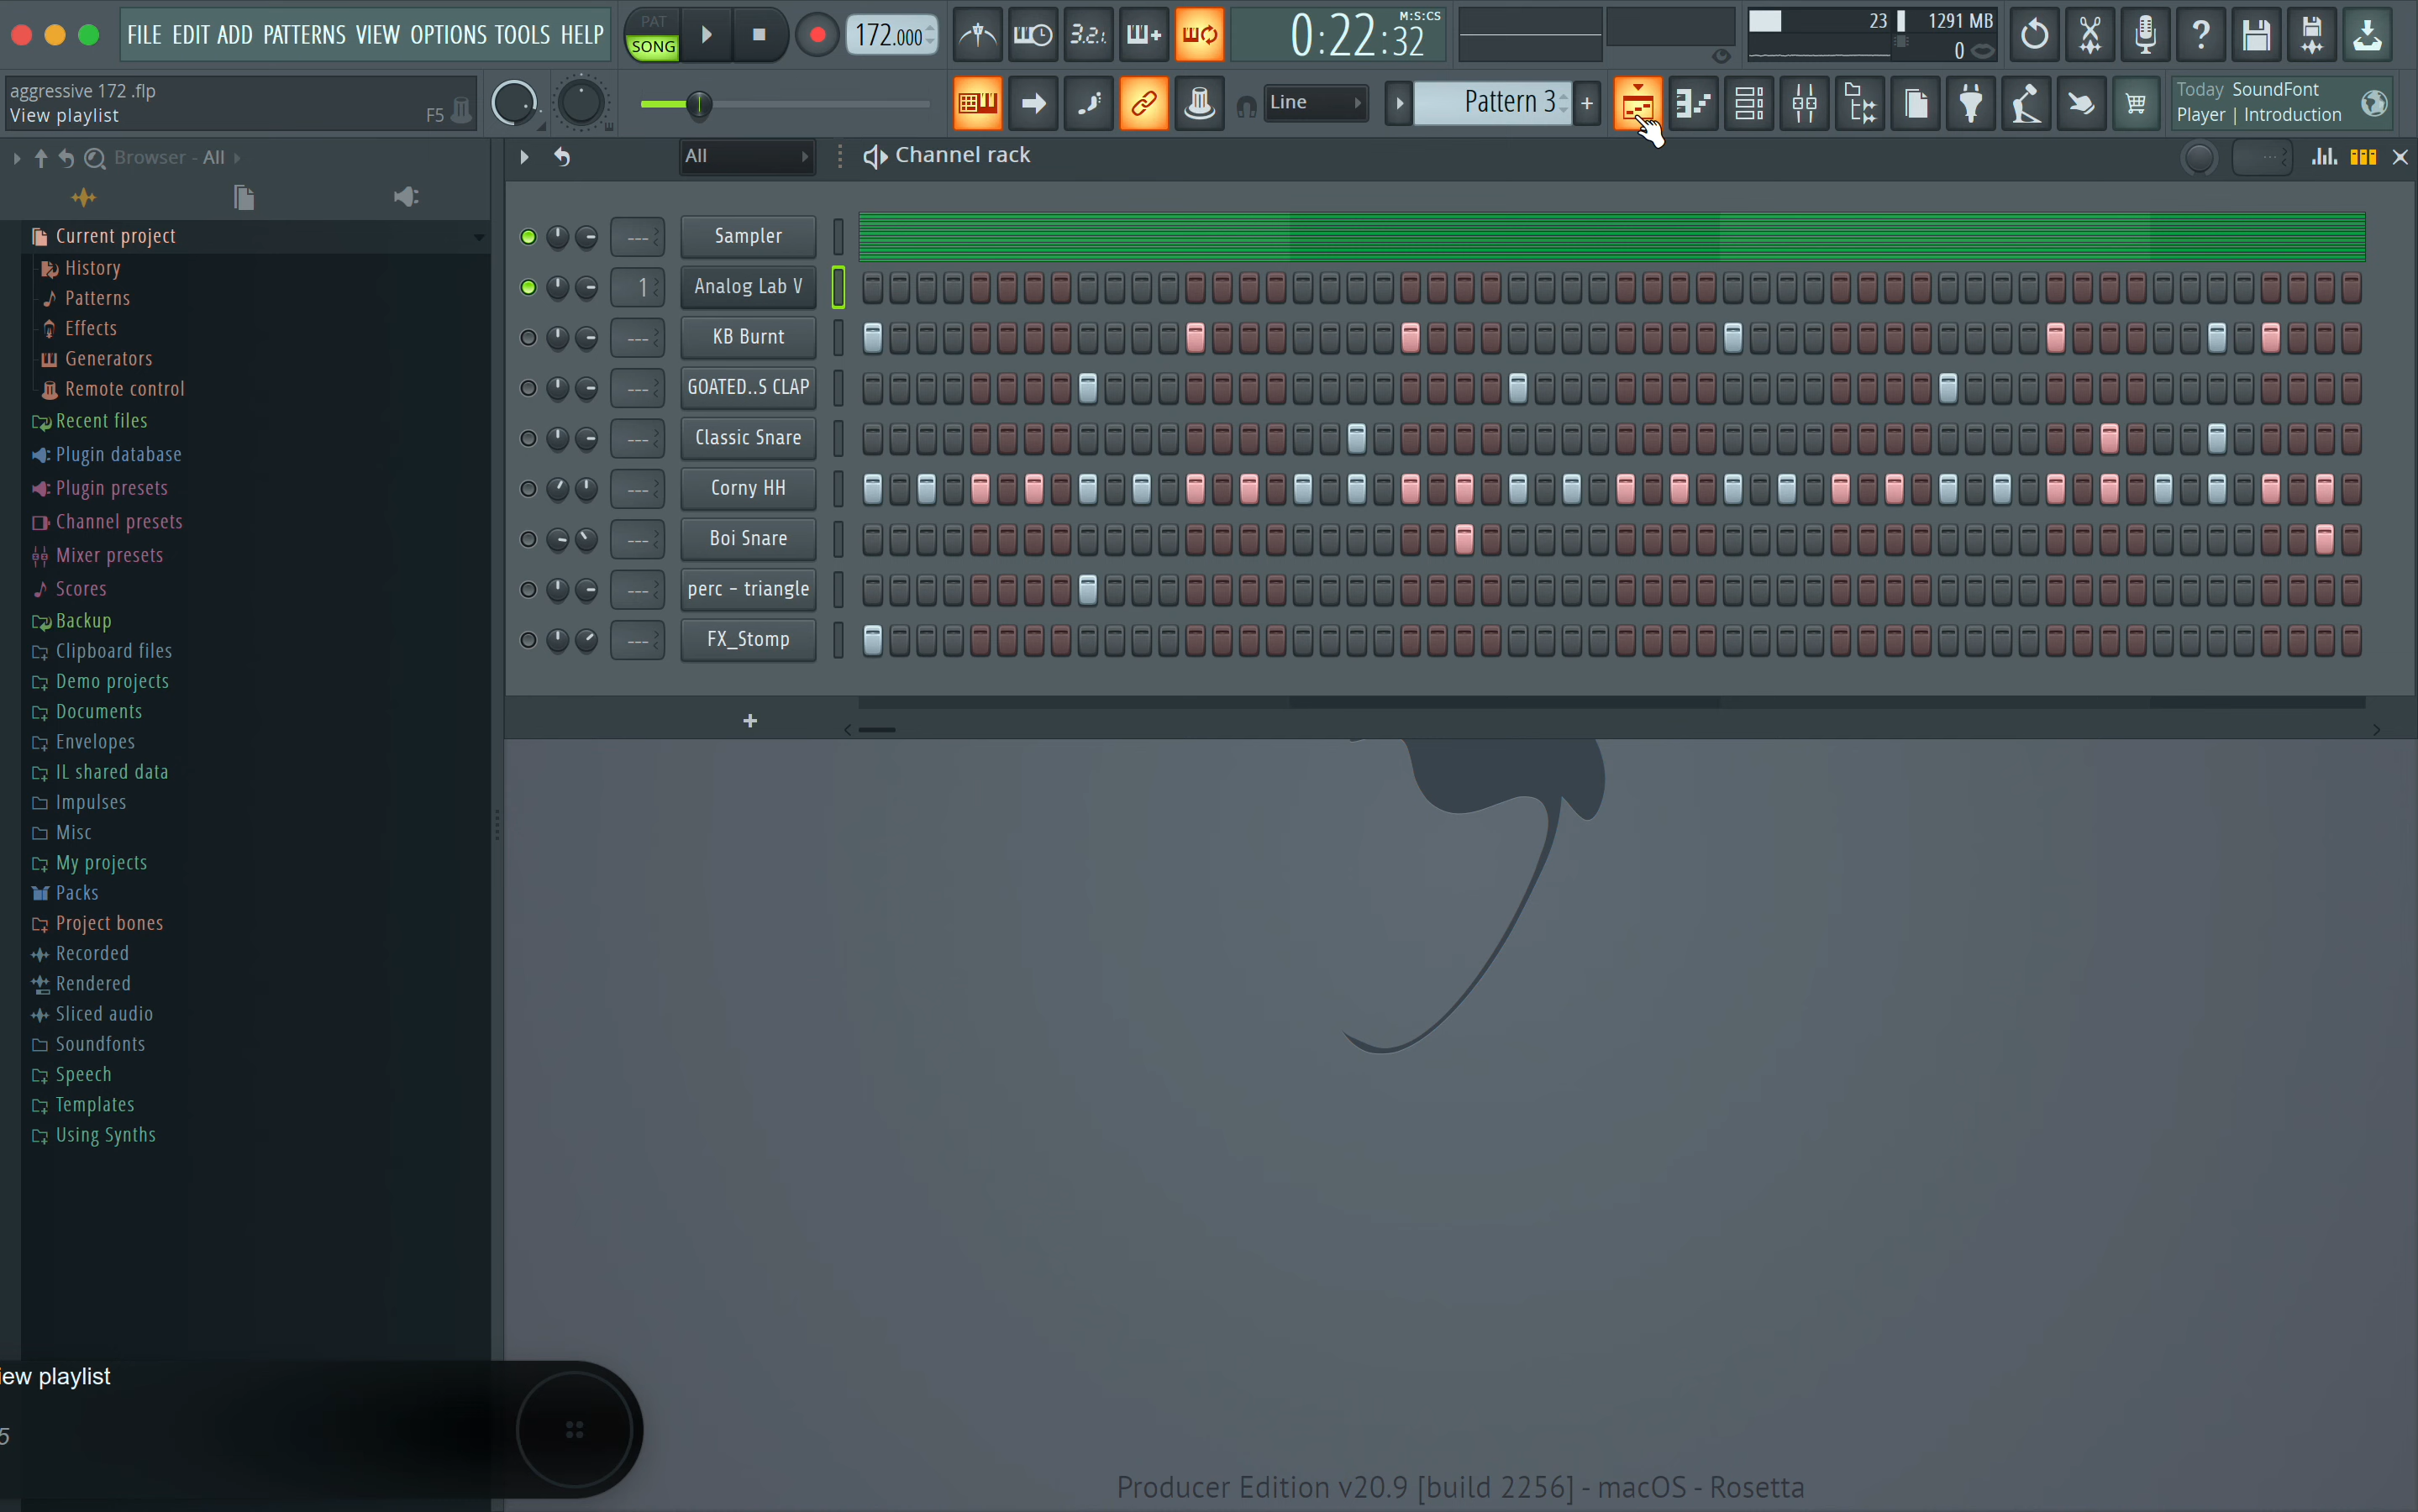 FILE EDIT ADD PATTERNS VIEW OPTIONS TOOLS HELP
PAT
SONG
172.000
3.2.1
M:S:CS
0:22:32
23
1291 MB
0
aggressive 172 .flp
View playlist
F5
Line
Pattern 3
+
Today SoundFont
Player | Introduction
Browser - All
All
Channel rack
Current project
History
Patterns
Effects
Generators
Remote control
Recent files
Plugin database
Plugin presets
Channel presets
Mixer presets
Scores
Backup
Clipboard files
Demo projects
Documents
Envelopes
IL shared data
Impulses
Misc
My projects
Packs
Project bones
Recorded
Rendered
Sliced audio
Soundfonts
Speech
Templates
Using Synths
--- Sampler
1 Analog Lab V
--- KB Burnt
--- GOATED..S CLAP
--- Classic Snare
--- Corny HH
--- Boi Snare
--- perc - triangle
--- FX_Stomp
+
iew playlist
5
Producer Edition v20.9 [build 2256] - macOS - Rosetta